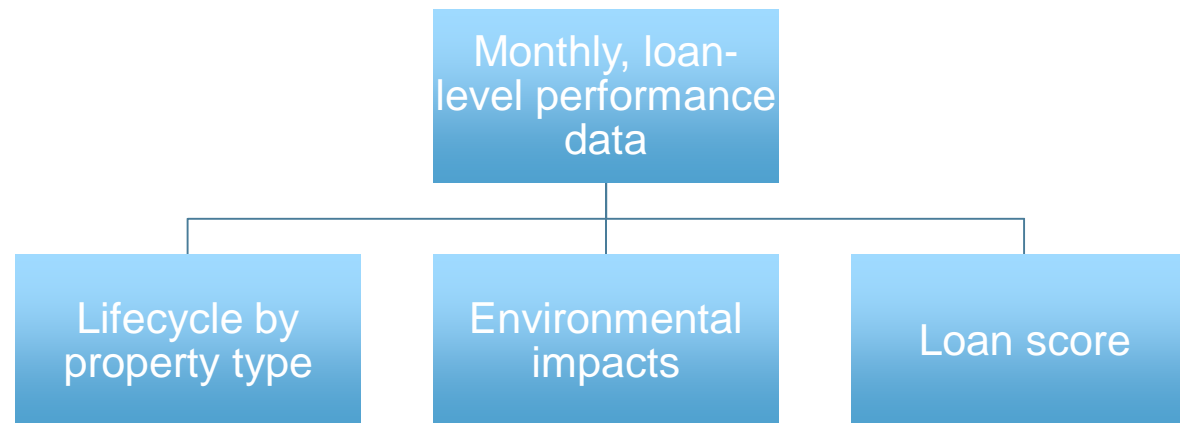 Monthly, loan-
level performance
data
Lifecycle by
property type
Environmental
impacts
Loan score